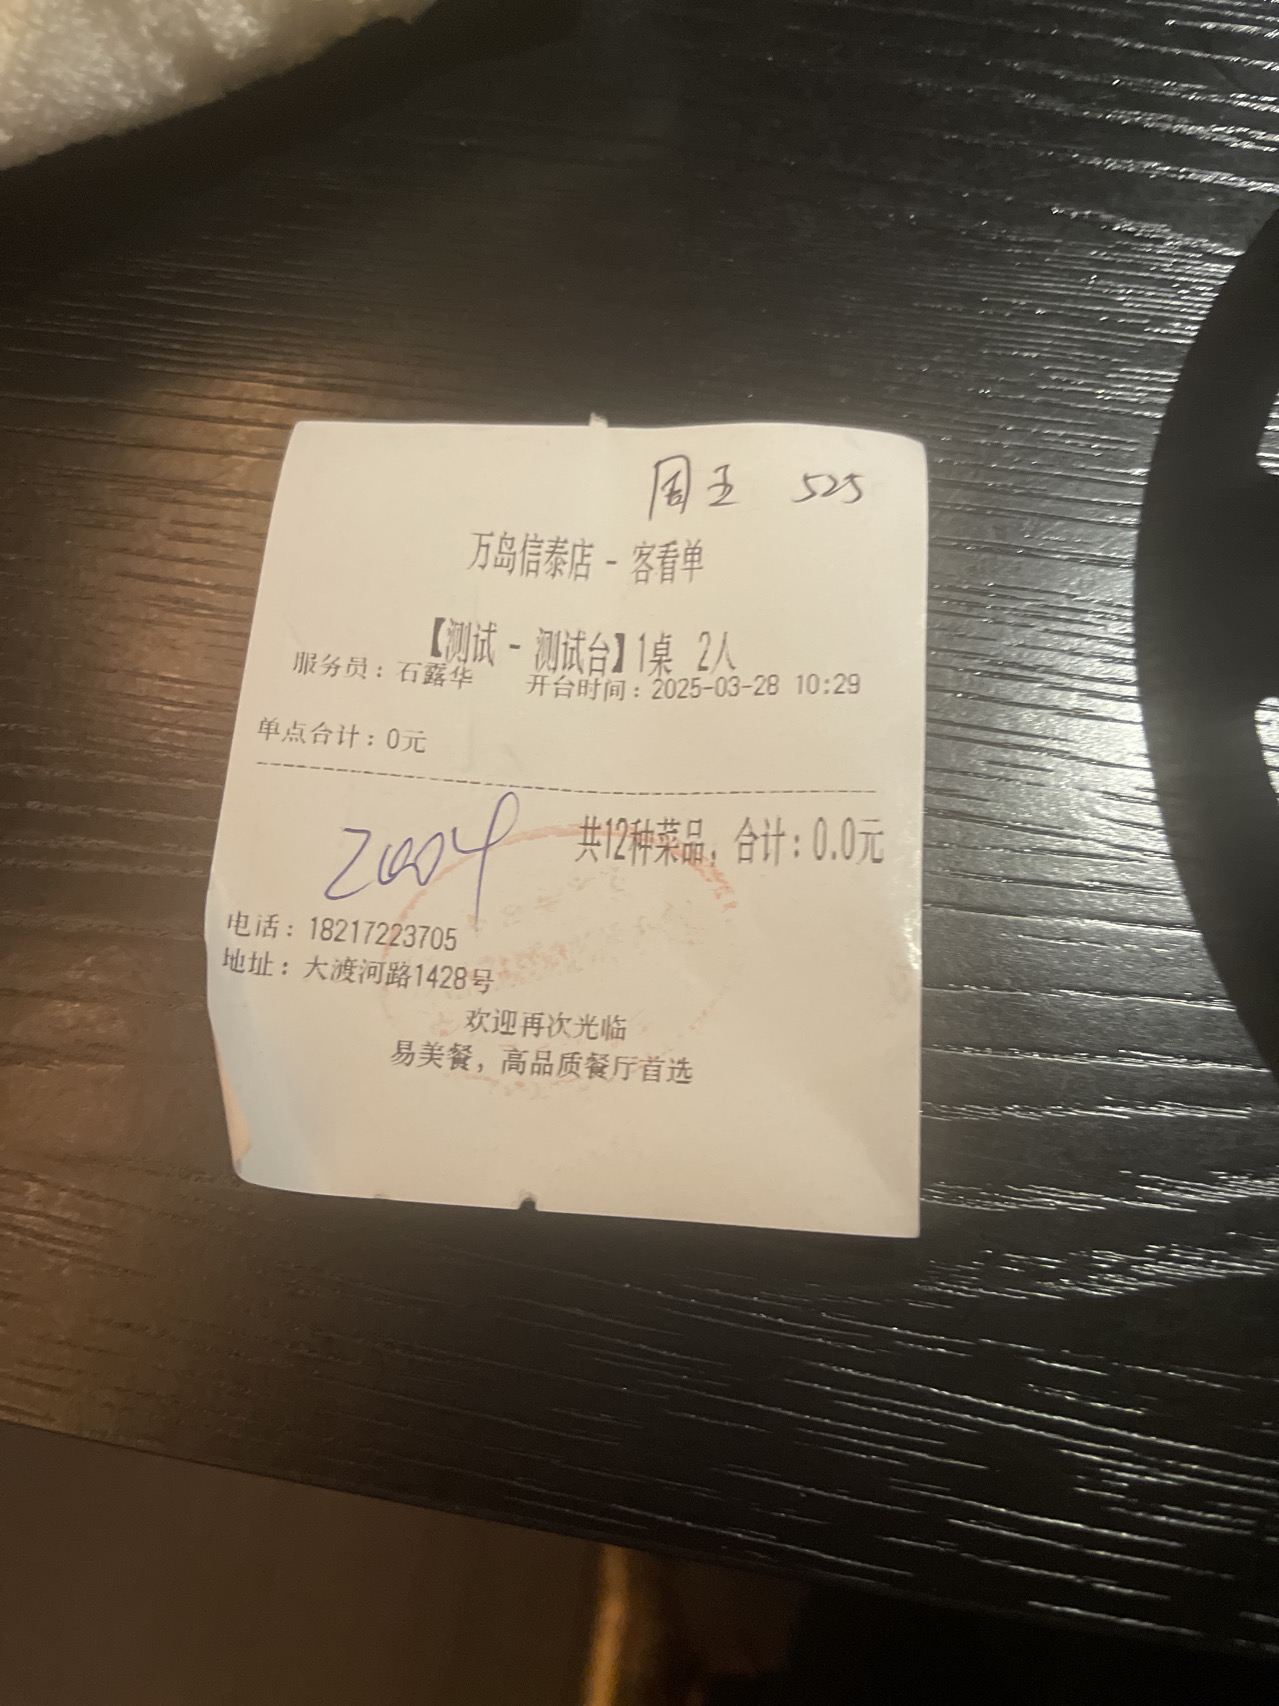 周五 525
万岛信泰店 - 客看单
【测试 - 测试台】1桌 2人
服务员：石露华 开台时间：2025-03-28 10:29
单点合计：0元
共12种菜品，合计：0.0元
2004
电话：18217223705
地址：大渡河路1428号
欢迎再次光临
易美餐，高品质餐厅首选